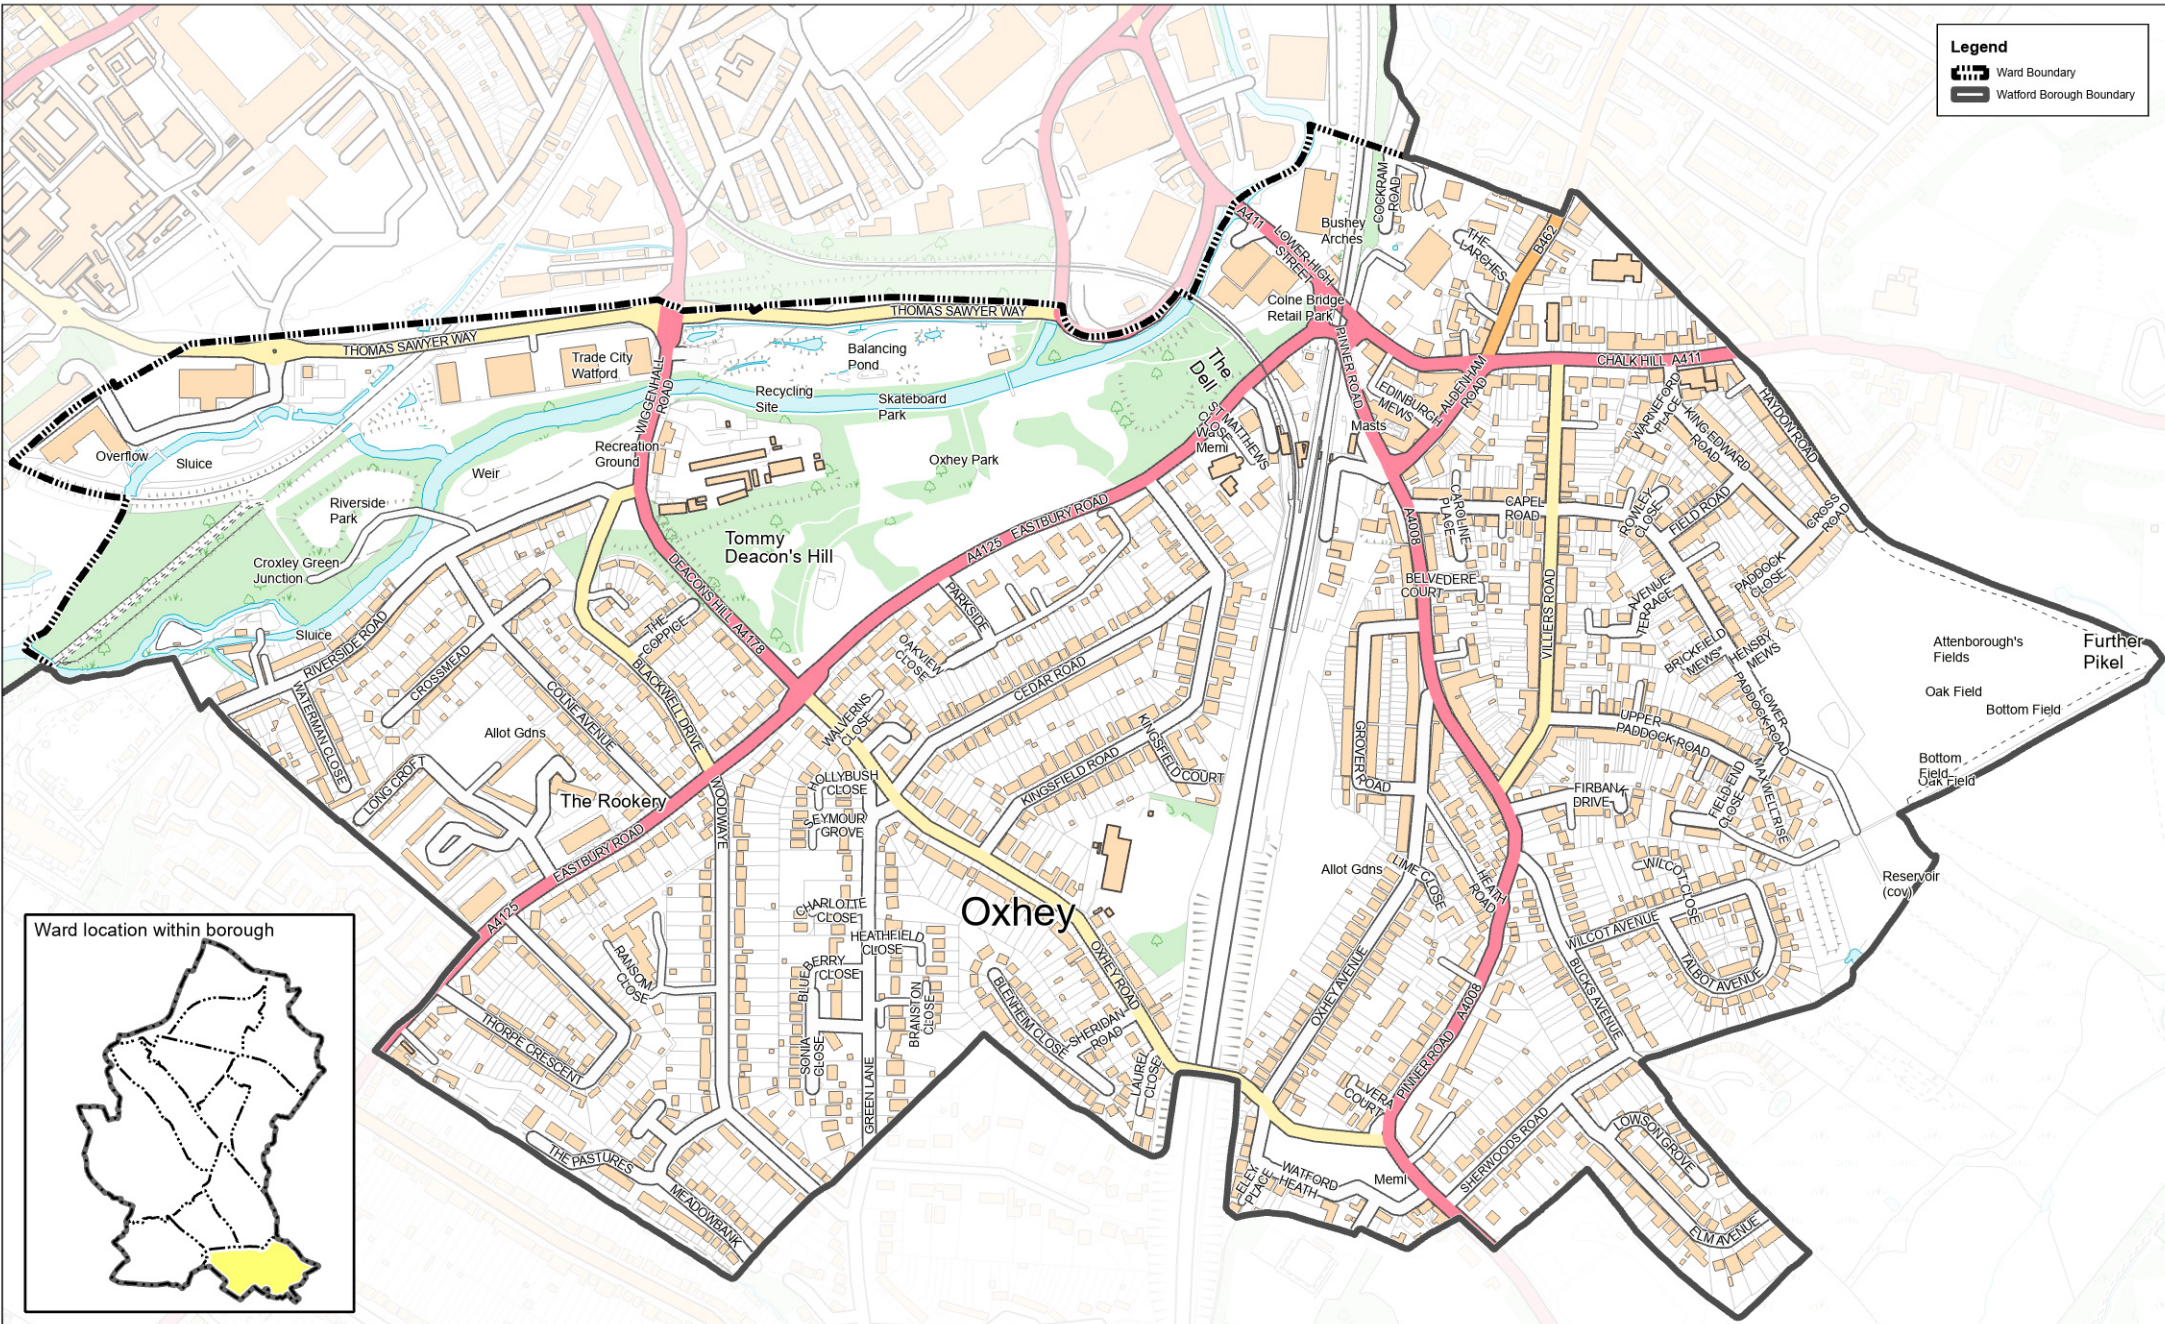 Legend
Ward Boundary
Watford Borough Boundary
COCKRAM
ROAD
A411
LOWER HIGH
STREET
Bushey
Arches
THE
LARCHES
B462
Colne Bridge
Retail Park
THOMAS SAWYER WAY
THOMAS SAWYER WAY
Trade City
Watford
Balancing
Pond
WIGGENHALL
ROAD
Recycling
Site
Skateboard
Park
The
Dell
PINNER ROAD
EDINBURGH
MEWS
ALDENHAM
ROAD
CHALK HILL A411
WARNEFORD
PLACE
KING EDWARD
ROAD
HAYDON ROAD
Overflow
Sluice
Weir
Recreation
Ground
Oxhey Park
ST MATTHEWS
CLOSE
War
Meml
Masts
Riverside
Park
CAROLINE
PLACE
CAPEL
ROAD
ROWLEY
CLOSE
FIELD ROAD
CROSS
ROAD
Tommy
Deacon's Hill
A4125 EASTBURY ROAD
A4008
Croxley Green
Junction
DEACONS HILL A4178
PARKSIDE
BELVEDERE
COURT
VILLIERS ROAD
AVENUE
TERRACE
PADDOCK
CLOSE
Sluice
RIVERSIDE ROAD
CROSSMEAD
THE
COPPICE
OAKVIEW
CLOSE
CEDAR ROAD
BRICKFIELD
MEWS
HENSBY
MEWS
Attenborough's
Fields
Further
Pikel
Oak Field
Bottom Field
WATERMAN CLOSE
COLNE AVENUE
BLACKWELL DRIVE
WALVERNS
CLOSE
KINGSFIELD COURT
KINGSFIELD ROAD
GROVER ROAD
UPPER
PADDOCK ROAD
LOWER
PADDOCK ROAD
Allot Gdns
LONG CROFT
The Rookery
WOODWAYE
HOLLYBUSH
CLOSE
SEYMOUR
GROVE
FIRBANK
DRIVE
FIELD END
CLOSE
MAXWELL RISE
Bottom
Field
Oak Field
EASTBURY ROAD
A4125
Allot Gdns
LIME CLOSE
HEATH
ROAD
WILCOT CLOSE
Reservoir
(cov)
Oxhey
CHARLOTTE
CLOSE
HEATHFIELD
CLOSE
WILCOT AVENUE
TALBOT AVENUE
RANSOM
CLOSE
BLUEBERRY
CLOSE
BRANSTON
CLOSE
BLENHEIM CLOSE
OXHEY ROAD
SHERIDAN
ROAD
OXHEY AVENUE
BUCKS AVENUE
THORPE CRESCENT
SONIA
CLOSE
GREEN LANE
LAUREL
CLOSE
VERA
COURT
PINNER ROAD A4008
THE PASTURES
MEADOWBANK
ELEY
PLACE
WATFORD
HEATH
Meml
SHERWOODS ROAD
LOWSON GROVE
ELM AVENUE
Ward location within borough